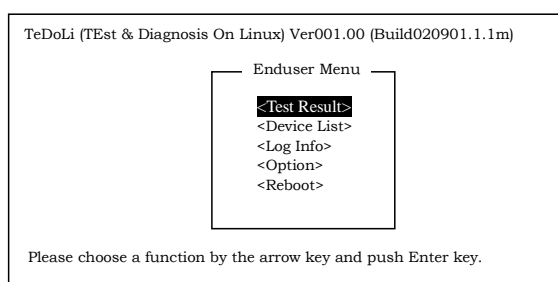 TeDoLi (TEst & Diagnosis On Linux) Ver001.00 (Build020901.1.1m)
Enduser Menu
<Test Result>
<Device List>
<Log Info>
<Option>
<Reboot>
Please choose a function by the arrow key and push Enter key.